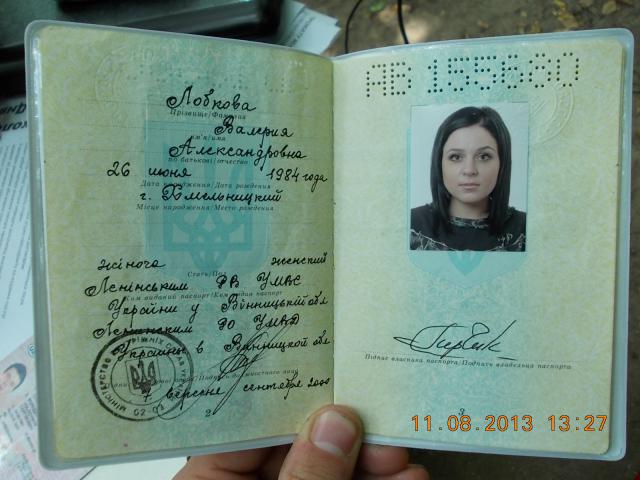 Лобкова
Прізвище/Фамилия
Валерия
ім'я/имя
Александровна
по батькові/отчество
26 июня 1984 года
Дата народження/Дата рождения
г. Хмельницкий
Місце народження/Место рождения
жіноча женский
Стать/Пол
Ленінським РВ УМВС
Ким виданий паспорт/Кем выдан паспорт
України у Вінницькій обл
Ленинским РО УМВД
Украины в Винницкой обл
7 вересня сентября 2000
2
АВ 155680
Підпис власника паспорта/Подпись владельца паспорта
3
11.08.2013 13:27